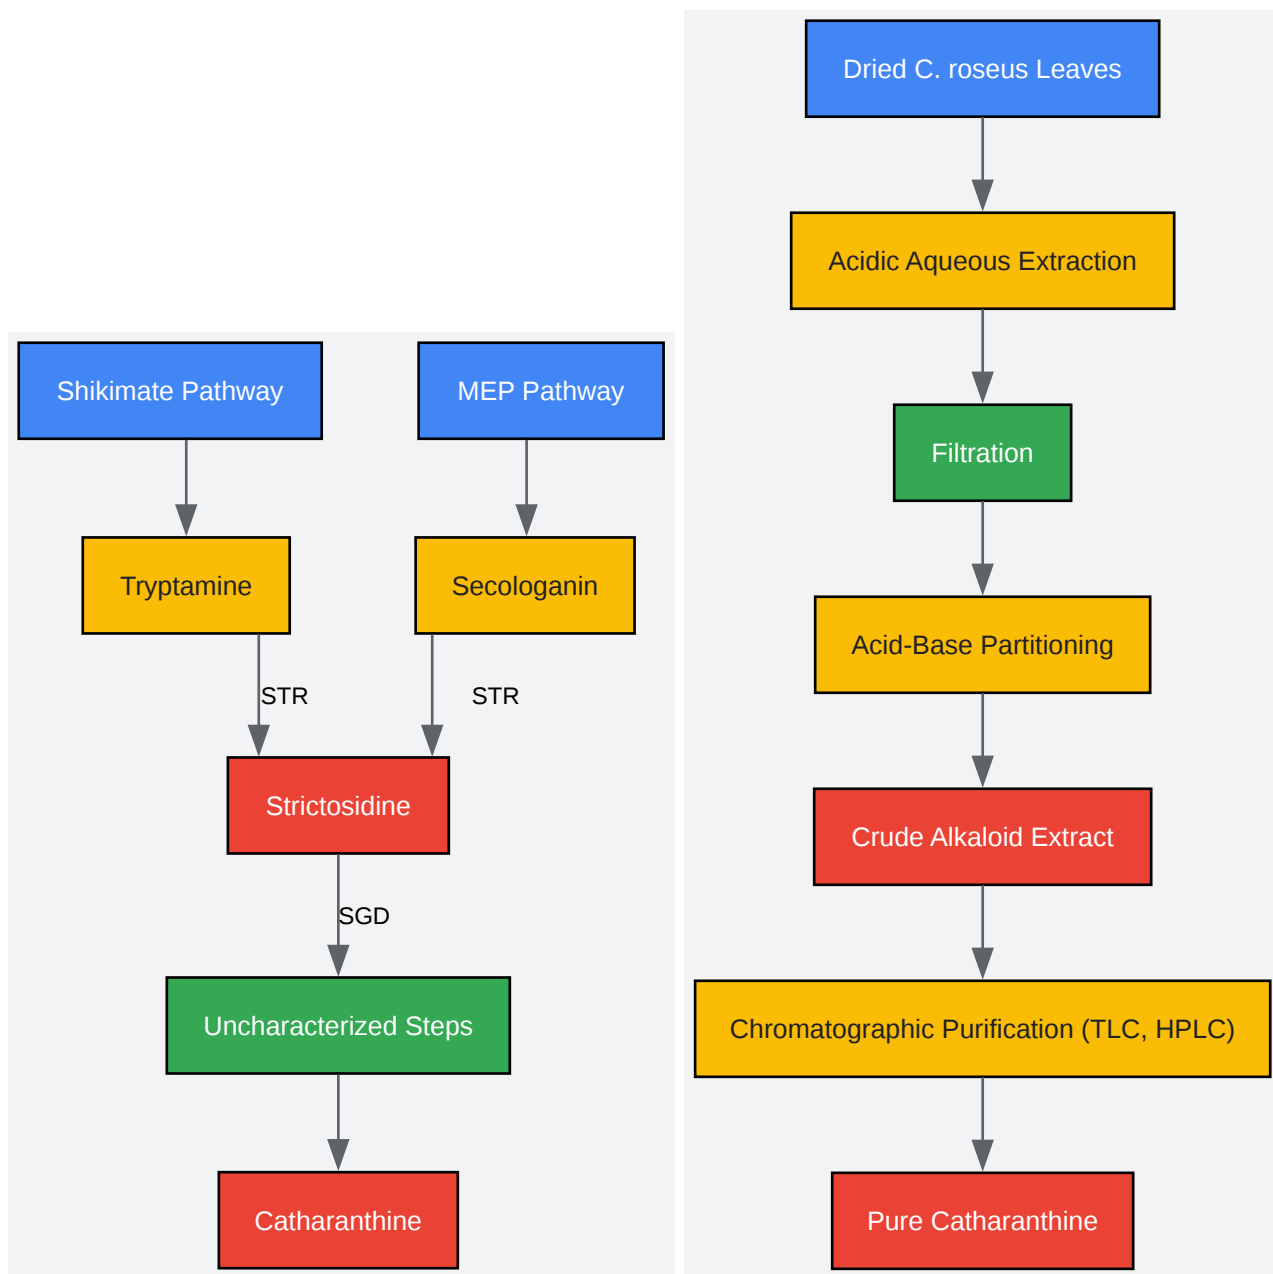 Shikimate Pathway
MEP Pathway
Tryptamine
Secologanin
STR
STR
Strictosidine
SGD
Uncharacterized Steps
Catharanthine
Dried C. roseus Leaves
Acidic Aqueous Extraction
Filtration
Acid-Base Partitioning
Crude Alkaloid Extract
Chromatographic Purification (TLC, HPLC)
Pure Catharanthine